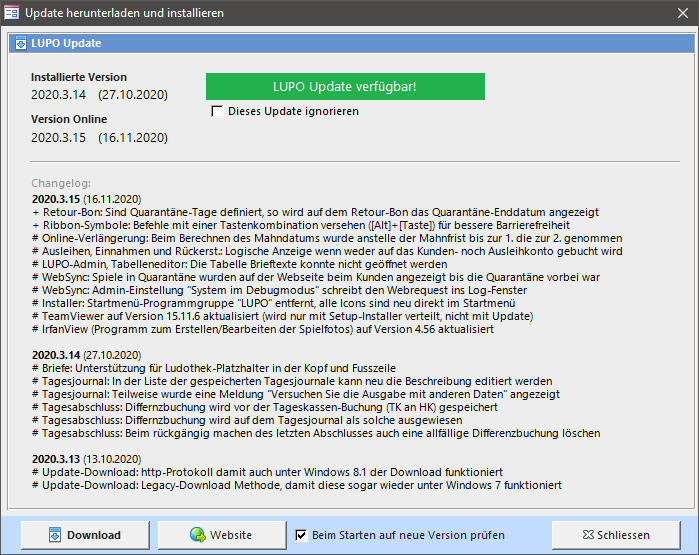 Update herunterladen und installieren
LUPO Update
Installierte Version
2020.3.14 (27.10.2020)
LUPO Update verfügbar!
Dieses Update ignorieren
Version Online
2020.3.15 (16.11.2020)
Changelog:
2020.3.15 (16.11.2020)
+ Retour-Bon: Sind Quarantäne-Tage definiert, so wird auf dem Retour-Bon das Quarantäne-Enddatum angezeigt
+ Ribbon-Symbole: Befehle mit einer Tastenkombination versehen ([Alt]+[Taste]) für bessere Barrierefreiheit
# Online-Verlängerung: Beim Berechnen des Mahndatums wurde anstelle der Mahnfrist bis zur 1. die zur 2. genommen
# Ausleihen, Einnahmen und Rückerst.: Logische Anzeige wenn weder auf das Kunden- noch Ausleihkonto gebucht wird
# LUPO-Admin, Tabelleneditor: Die Tabelle Brieftexte konnte nicht geöffnet werden
# WebSync: Spiele in Quarantäne wurden auf der Webseite beim Kunden angezeigt bis die Quarantäne vorbei war
# WebSync: Admin-Einstellung "System im Debugmodus" schreibt den Webrequest ins Log-Fenster
# Installer: Startmenü-Programmgruppe "LUPO" entfernt, alle Icons sind neu direkt im Startmenü
# TeamViewer auf Version 15.11.6 aktualisiert (wird nur mit Setup-Installer verteilt, nicht mit Update)
# IrfanView (Programm zum Erstellen/Bearbeiten der Spielfotos) auf Version 4.56 aktualisiert
2020.3.14 (27.10.2020)
# Briefe: Unterstützung für Ludothek-Platzhalter in der Kopf und Fusszeile
# Tagesjournal: In der Liste der gespeicherten Tagesjournale kann neu die Beschreibung editiert werden
# Tagesjournal: Teilweise wurde eine Meldung "Versuchen Sie die Ausgabe mit anderen Daten" angezeigt
# Tagesabschluss: Differnzbuchung wird vor der Tageskassen-Buchung (TK an HK) gespeichert
# Tagesabschluss: Differnzbuchung wird auf dem Tagesjournal als solche ausgewiesen
# Tagesabschluss: Beim rückgängig machen des letzten Abschlusses auch eine allfällige Differenzbuchung löschen
2020.3.13 (13.10.2020)
# Update-Download: http-Protokoll damit auch unter Windows 8.1 der Download funktioniert
# Update-Download: Legacy-Download Methode, damit diese sogar wieder unter Windows 7 funktioniert
Download
Website
Beim Starten auf neue Version prüfen
Schliessen